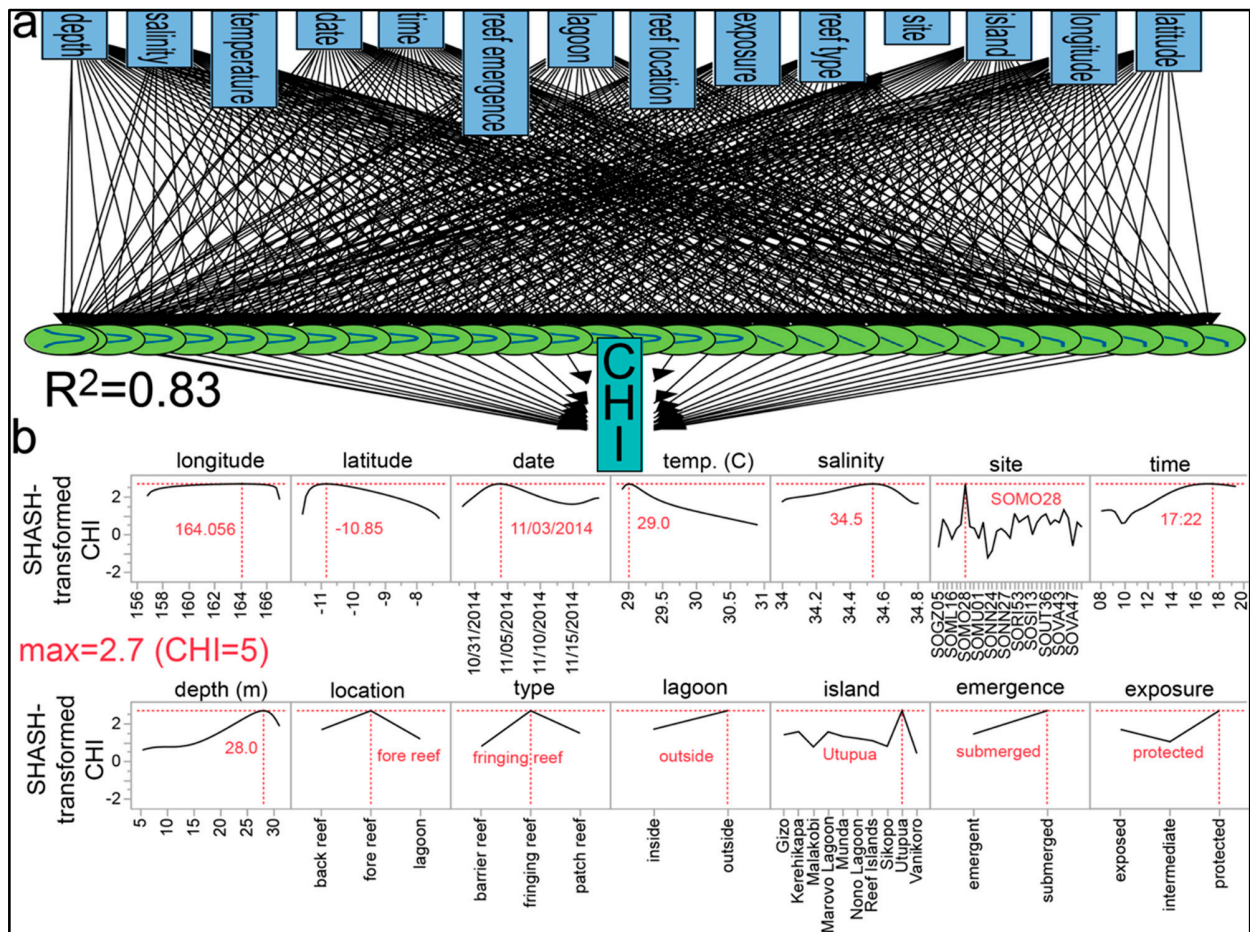 a
depth
salinity
temperature
date
time
reef emergence
lagoon
reef location
exposure
reef type
site
island
longitude
latitude
R²=0.83
CHI
b
longitude
latitude
date
temp. (C)
salinity
site
time
SHASH-
transformed
CHI
2
0
-2
164.056
-10.85
11/03/2014
29.0
34.5
SOMO28
17:22
156
158
160
162
164
166
-11
-10
-9
-8
10/31/2014
11/05/2014
11/10/2014
11/15/2014
29
29.5
30
30.5
31
34
34.2
34.4
34.6
34.8
SOGZ05
SOML16
SOMO28
SOMU01
SONN24
SONN27
SORI53
SOSI13
SOUT36
SOVA43
SOVA47
08
10
12
14
16
18
20
max=2.7 (CHI=5)
depth (m)
location
type
lagoon
island
emergence
exposure
SHASH-
transformed
CHI
2
0
-2
28.0
fore reef
fringing reef
outside
Utupua
submerged
protected
5
10
15
20
25
30
back reef
fore reef
lagoon
barrier reef
fringing reef
patch reef
inside
outside
Gizo
Kerehikapa
Malakobi
Marovo Lagoon
Munda
Nono Lagoon
Reef Islands
Sikopo
Utupua
Vanikoro
emergent
submerged
exposed
intermediate
protected